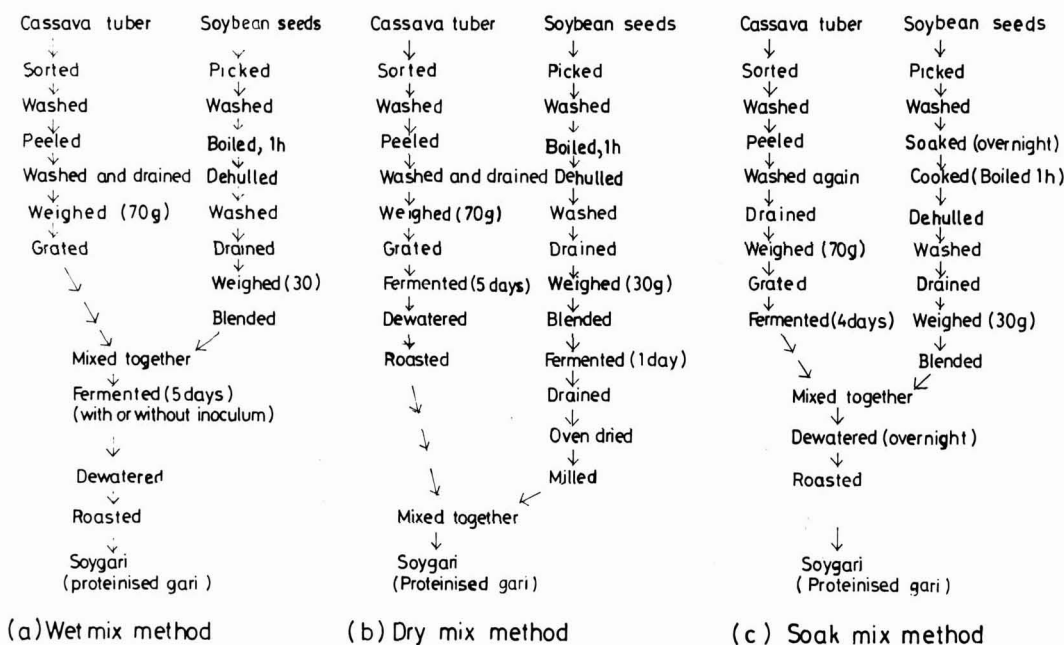 Cassava tuber
Sorted
Washed
Peeled
Washed and drained
Weighed (70g)
Grated
Soybean seeds
Picked
Washed
Boiled, 1h
Dehulled
Washed
Drained
Weighed (30)
Blended
Mixed together
Fermented (5days)
(with or without inoculum)
Dewatered
Roasted
Soygari
(proteinised gari)
(a) Wet mix method
Cassava tuber
Sorted
Washed
Peeled
Washed and drained
Weighed (70g)
Grated
Fermented (5 days)
Dewatered
Roasted
Soybean seeds
Picked
Washed
Boiled, 1h
Dehulled
Washed
Drained
Weighed (30g)
Blended
Fermented (1day)
Drained
Oven dried
Milled
Mixed together
Soygari
(Proteinised gari)
(b) Dry mix method
Cassava tuber
Sorted
Washed
Peeled
Washed again
Drained
Weighed (70g)
Grated
Fermented (4days)
Soybean seeds
Picked
Washed
Soaked (overnight)
Cooked (Boiled 1h)
Dehulled
Washed
Drained
Weighed (30g)
Blended
Mixed together
Dewatered (overnight)
Roasted
Soygari
(Proteinised gari)
(c) Soak mix method